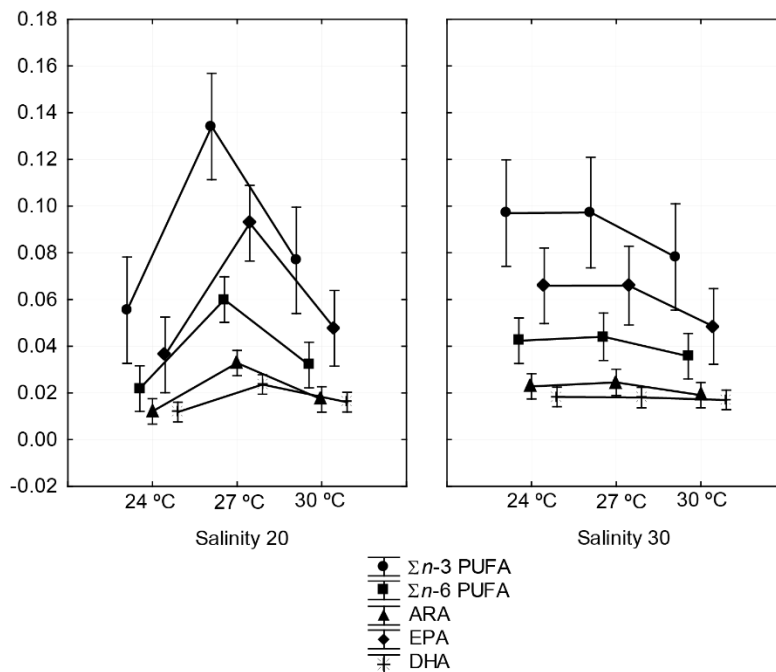 0.18
0.16
0.14
0.12
0.10
0.08
0.06
0.04
0.02
0.00
-0.02
24 ºC 27 ºC 30 ºC 24 ºC 27 ºC 30 ºC
Salinity 20 Salinity 30
Σn-3 PUFA
Σn-6 PUFA
ARA
EPA
DHA